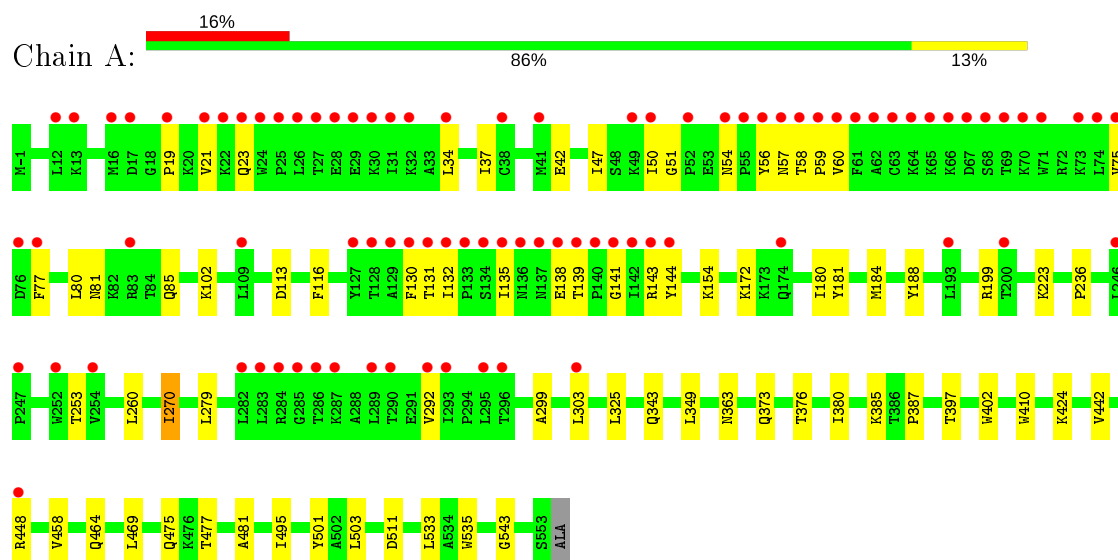 16%
Chain A:
86% 13%
M-1 L12 K13 M16 D17 G18 P19 K20 V21 K22 Q23 W24 P25 L26 T27 E28 E29 K30 I31 K32 A33 L34 I37 C38 M41 E42 I47 S48 K49 I50 G51 P52 E53 N54 P55 Y56 N57 T58 P59 V60 F61 A62 C63 K64 K65 K66 D67 S68 T69 K70 W71 R72 K73 L74 V75
D76 F77 L80 N81 K82 R83 T84 Q85 K102 L109 D113 F116 Y127 T128 A129 F130 T131 I132 P133 S134 I135 N136 N137 E138 T139 P140 G141 I142 R143 Y144 K154 K172 K173 Q174 I180 Y181 M184 Y188 L193 R199 T200 K223 P236 L246
P247 W252 T253 V254 L260 I270 L279 L282 L283 R284 G285 T286 K287 A288 L289 T290 E291 V292 I293 P294 L295 T296 A299 L303 L325 Q343 L349 N363 Q373 T376 I380 K385 T386 P387 T397 W402 W410 K424 V442
R448 V458 Q464 L469 Q475 K476 T477 A481 I495 Y501 A502 L503 D511 L533 A534 W535 G543 S553 ALA